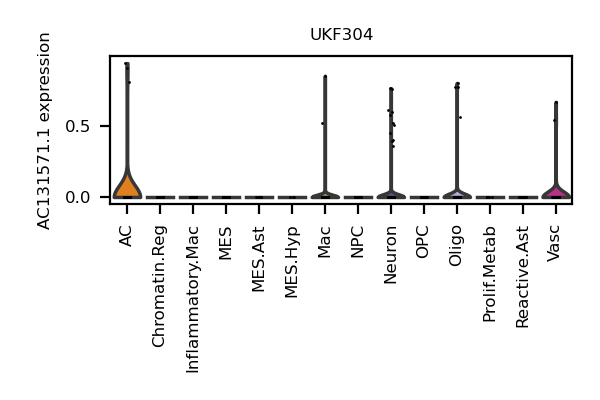 UKF304
AC131571.1 expression
0.5
0.0
AC
Chromatin.Reg
Inflammatory.Mac
MES
MES.Ast
MES.Hyp
Mac
NPC
Neuron
OPC
Oligo
Prolif.Metab
Reactive.Ast
Vasc